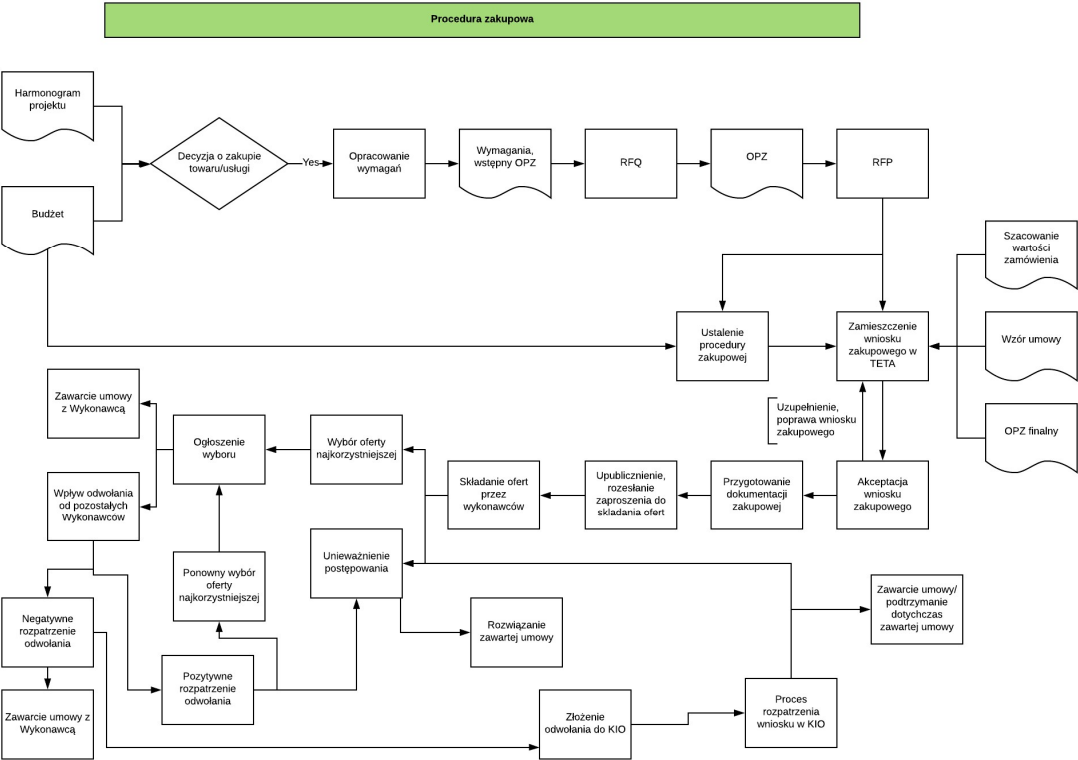 Procedura zakupowa
Harmonogram
projektu
Budżet
Decyzja o zakupie
towaru/usługi
Yes
Opracowanie
wymagań
Wymagania,
wstępny OPZ
RFQ
OPZ
RFP
Szacowanie
wartości
zamówienia
Wzór umowy
OPZ finalny
Ustalenie
procedury
zakupowej
Zamieszczenie
wniosku
zakupowego w
TETA
Uzupełnienie,
poprawa wniosku
zakupowego
Akceptacja
wniosku
zakupowego
Przygotowanie
dokumentacji
zakupowej
Upublicznienie,
rozesłanie
zaproszenia do
składania ofert
Składanie ofert
przez
wykonawców
Wybór oferty
najkorzystniejszej
Ogłoszenie
wyboru
Zawarcie umowy
z Wykonawcą
Wpływ odwołania
od pozostałych
Wykonawców
Unieważnienie
postępowania
Ponowny wybór
oferty
najkorzystniejszej
Negatywne
rozpatrzenie
odwołania
Pozytywne
rozpatrzenie
odwołania
Rozwiązanie
zawartej umowy
Zawarcie umowy/
podtrzymanie
dotychczas
zawartej umowy
Zawarcie umowy z
Wykonawcą
Złożenie
odwołania do KIO
Proces
rozpatrzenia
wniosku w KIO